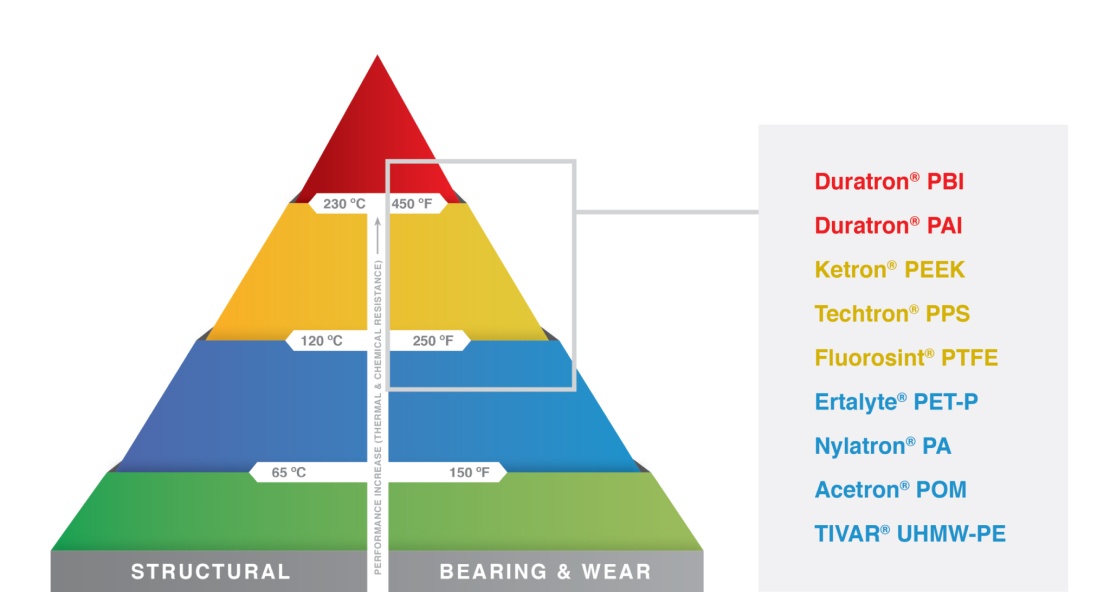 230 ºC
450 ºF
120 ºC
250 ºF
65 ºC
150 ºF
PERFORMANCE INCREASE (THERMAL & CHEMICAL RESISTANCE)
STRUCTURAL
BEARING & WEAR
Duratron® PBI
Duratron® PAI
Ketron® PEEK
Techtron® PPS
Fluorosint® PTFE
Ertalyte® PET-P
Nylatron® PA
Acetron® POM
TIVAR® UHMW-PE